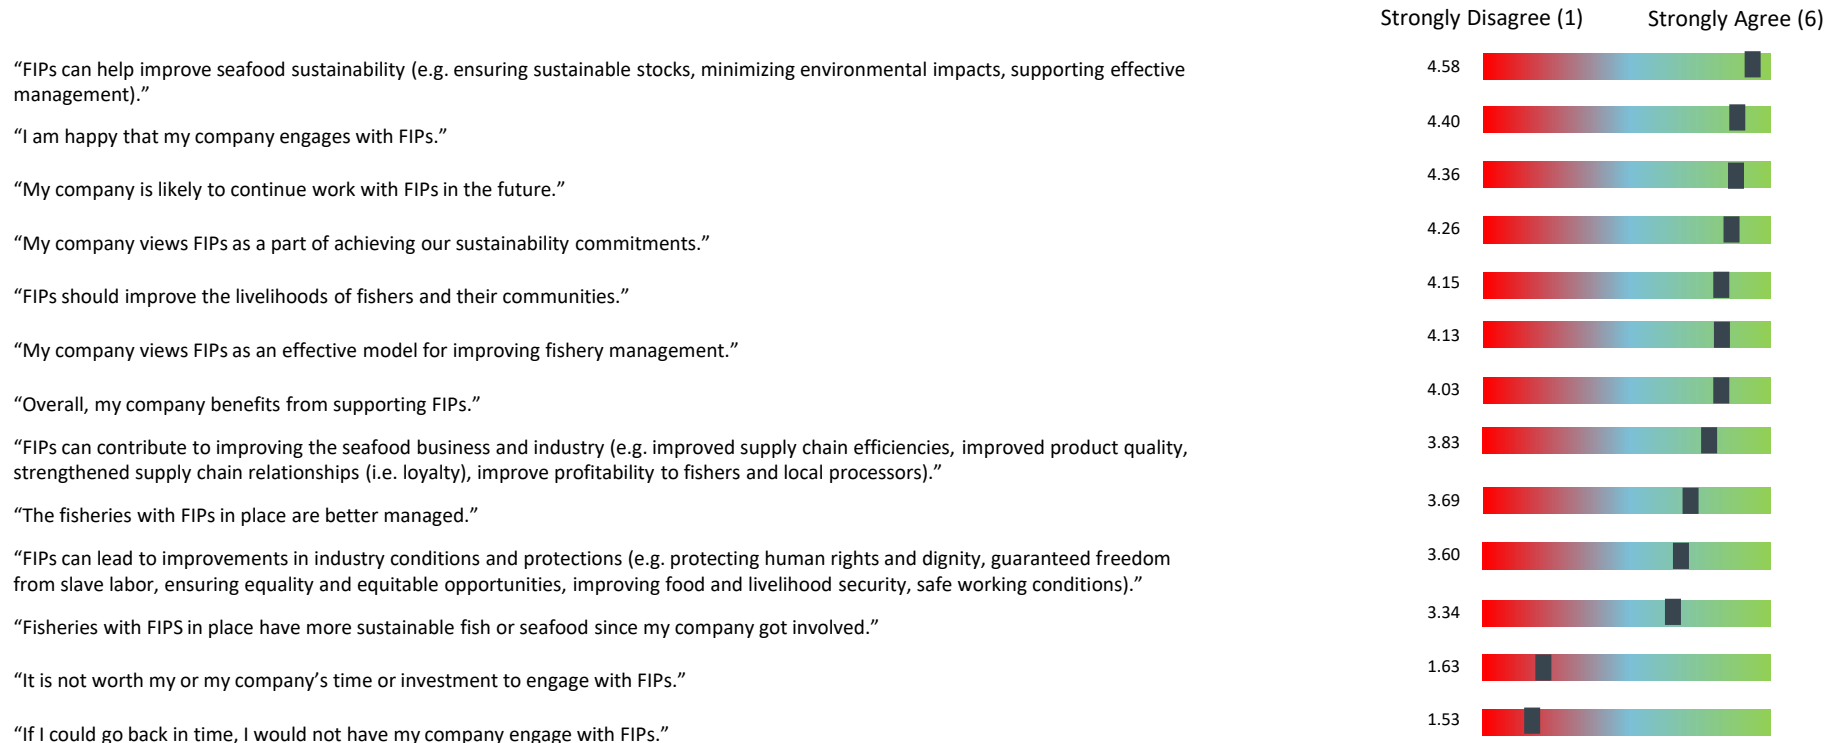 Strongly Disagree (1) Strongly Agree (6)
“FIPs can help improve seafood sustainability (e.g. ensuring sustainable stocks, minimizing environmental impacts, supporting effective
management).”
4.58
“I am happy that my company engages with FIPs.”
4.40
“My company is likely to continue work with FIPs in the future.”
4.36
“My company views FIPs as a part of achieving our sustainability commitments.”
4.26
“FIPs should improve the livelihoods of fishers and their communities.”
4.15
“My company views FIPs as an effective model for improving fishery management.”
4.13
“Overall, my company benefits from supporting FIPs.”
4.03
“FIPs can contribute to improving the seafood business and industry (e.g. improved supply chain efficiencies, improved product quality,
strengthened supply chain relationships (i.e. loyalty), improve profitability to fishers and local processors).”
3.83
“The fisheries with FIPs in place are better managed.”
3.69
“FIPs can lead to improvements in industry conditions and protections (e.g. protecting human rights and dignity, guaranteed freedom
from slave labor, ensuring equality and equitable opportunities, improving food and livelihood security, safe working conditions).”
3.60
“Fisheries with FIPS in place have more sustainable fish or seafood since my company got involved.”
3.34
“It is not worth my or my company’s time or investment to engage with FIPs.”
1.63
“If I could go back in time, I would not have my company engage with FIPs.”
1.53